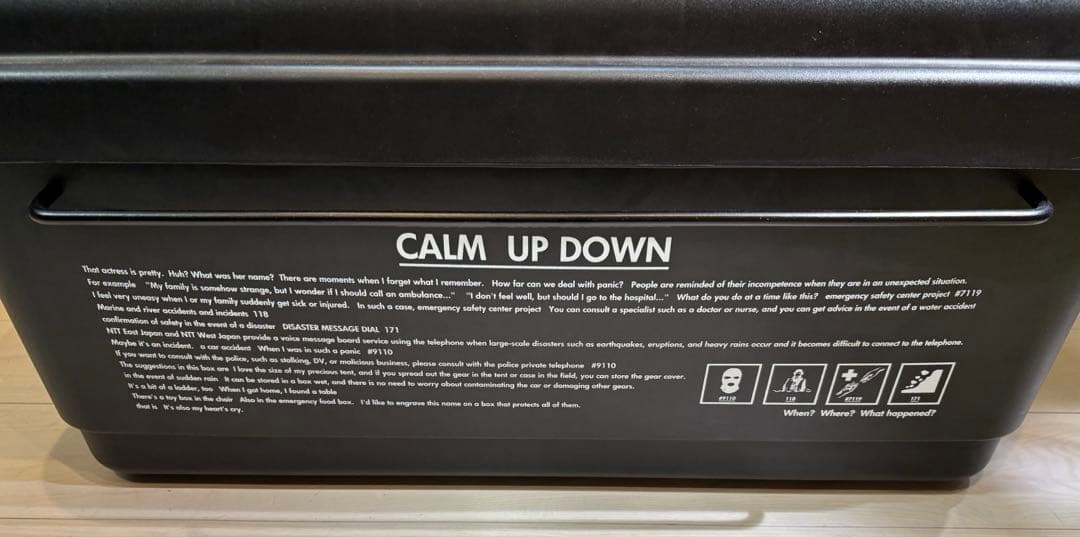 CALM UP DOWN
That actress is pretty. Huh? What was her name? There are moments when I forget what I remember. How far can we deal with panic? People are reminded of their incompetence when they are in an unexpected situation.
For example "My family is somehow strange, but I wonder if I should call an ambulance..." "I don't feel well, but should I go to the hospital..." What do you do at a time like this? emergency safety center project #7119
I feel very uneasy when I or my family suddenly get sick or injured. In such a case, emergency safety center project You can consult a specialist such as a doctor or nurse, and you can get advice in the event of a water accident
Marine and river accidents and incidents 118
confirmation of safety in the event of a disaster DISASTER MESSAGE DIAL 171
NTT East Japan and NTT West Japan provide a voice message board service using the telephone when large-scale disasters such as earthquakes, eruptions, and heavy rains occur and it becomes difficult to connect to the telephone.
Maybe it's an incident. a car accident When I was in such a panic #9110
If you want to consult with the police, such as stalking, DV, or malicious business, please consult with the police private telephone #9110
The suggestions in this box are I love the size of my precious tent, and if you spread out the gear in the tent or case in the field, you can store the gear cover.
in the event of sudden rain It can be stored in a box wet, and there is no need to worry about contaminating the car or damaging other gears.
It's a bit of a ladder, too When I got home, I found a table
There's a toy box in the chair Also in the emergency food box. I'd like to engrave this name on a box that protects all of them.
that is It's also my heart's cry.
#9110 118 #7119 171
When? Where? What happened?